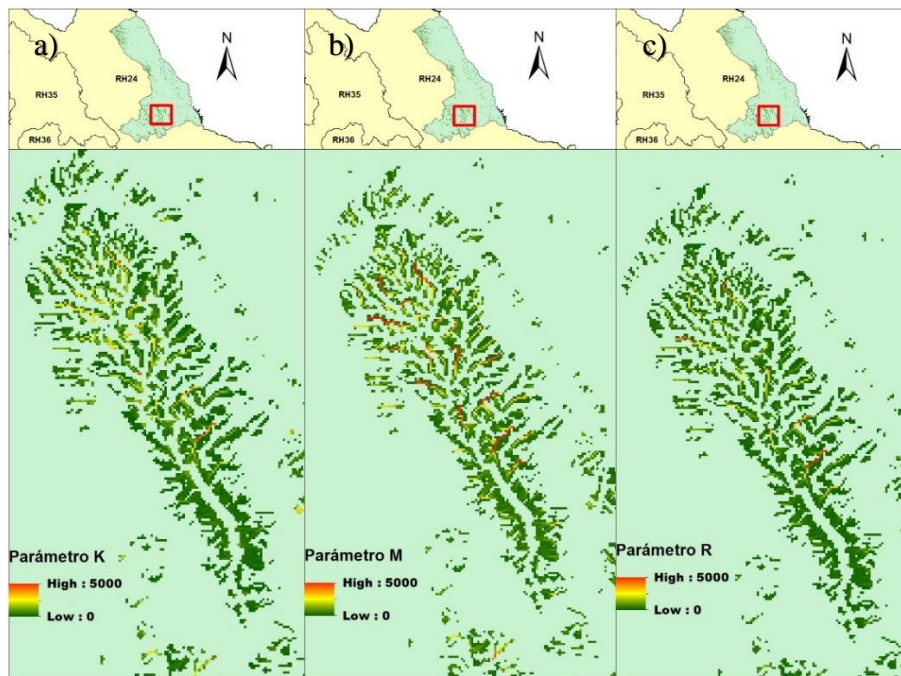 a)
N
RH24
RH35
RH36
b)
N
RH24
RH35
RH36
c)
N
RH24
RH35
RH36
Parámetro K
High : 5000
Low : 0
Parámetro M
High : 5000
Low : 0
Parámetro R
High : 5000
Low : 0